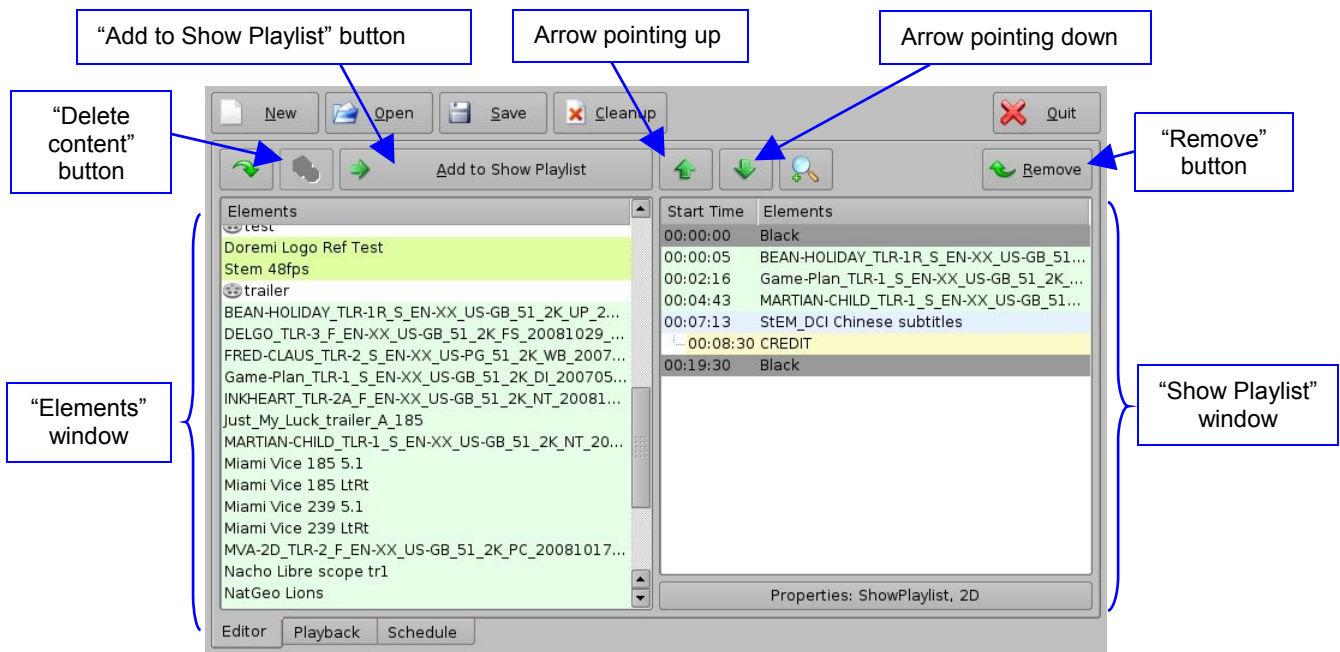 “Add to Show Playlist” button
Arrow pointing up
Arrow pointing down
“Delete
content”
button
“Remove”
button
New
Open
Save
Cleanup
Quit
Add to Show Playlist
Remove
Elements
test
Doremi Logo Ref Test
Stem 48fps
trailer
BEAN-HOLIDAY_TLR-1R_S_EN-XX_US-GB_51_2K_UP_2...
DELGO_TLR-3_F_EN-XX_US-GB_51_2K_FS_20081029_...
FRED-CLAUS_TLR-2_S_EN-XX_US-PG_51_2K_WB_2007...
Game-Plan_TLR-1_S_EN-XX_US-GB_51_2K_DI_200705...
INKHEART_TLR-2A_F_EN-XX_US-GB_51_2K_NT_20081...
Just_My_Luck_trailer_A_185
MARTIAN-CHILD_TLR-1_S_EN-XX_US-GB_51_2K_NT_20...
Miami Vice 185 5.1
Miami Vice 185 LtRt
Miami Vice 239 5.1
Miami Vice 239 LtRt
MVA-2D_TLR-2_F_EN-XX_US-GB_51_2K_PC_20081017...
Nacho Libre scope tr1
NatGeo Lions
Start Time Elements
00:00:00 Black
00:00:05 BEAN-HOLIDAY_TLR-1R_S_EN-XX_US-GB_51...
00:02:16 Game-Plan_TLR-1_S_EN-XX_US-GB_51_2K_...
00:04:43 MARTIAN-CHILD_TLR-1_S_EN-XX_US-GB_51...
00:07:13 StEM_DCI Chinese subtitles
00:08:30 CREDIT
00:19:30 Black
Properties: ShowPlaylist, 2D
“Elements”
window
“Show Playlist”
window
Editor
Playback
Schedule